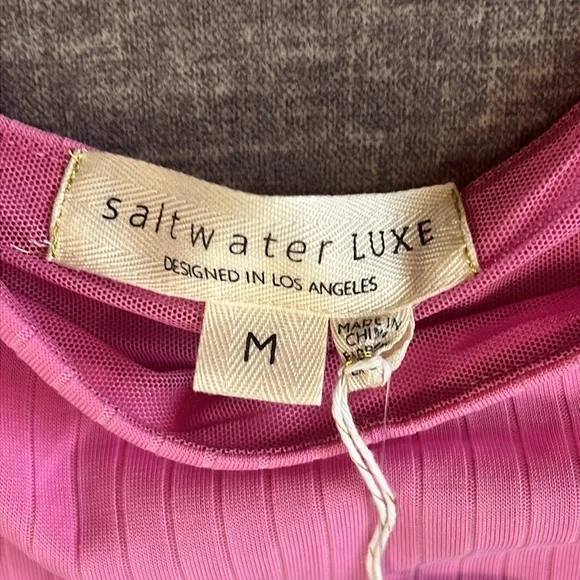 saltwater LUXE
DESIGNED IN LOS ANGELES
M
MADE IN
CHINA